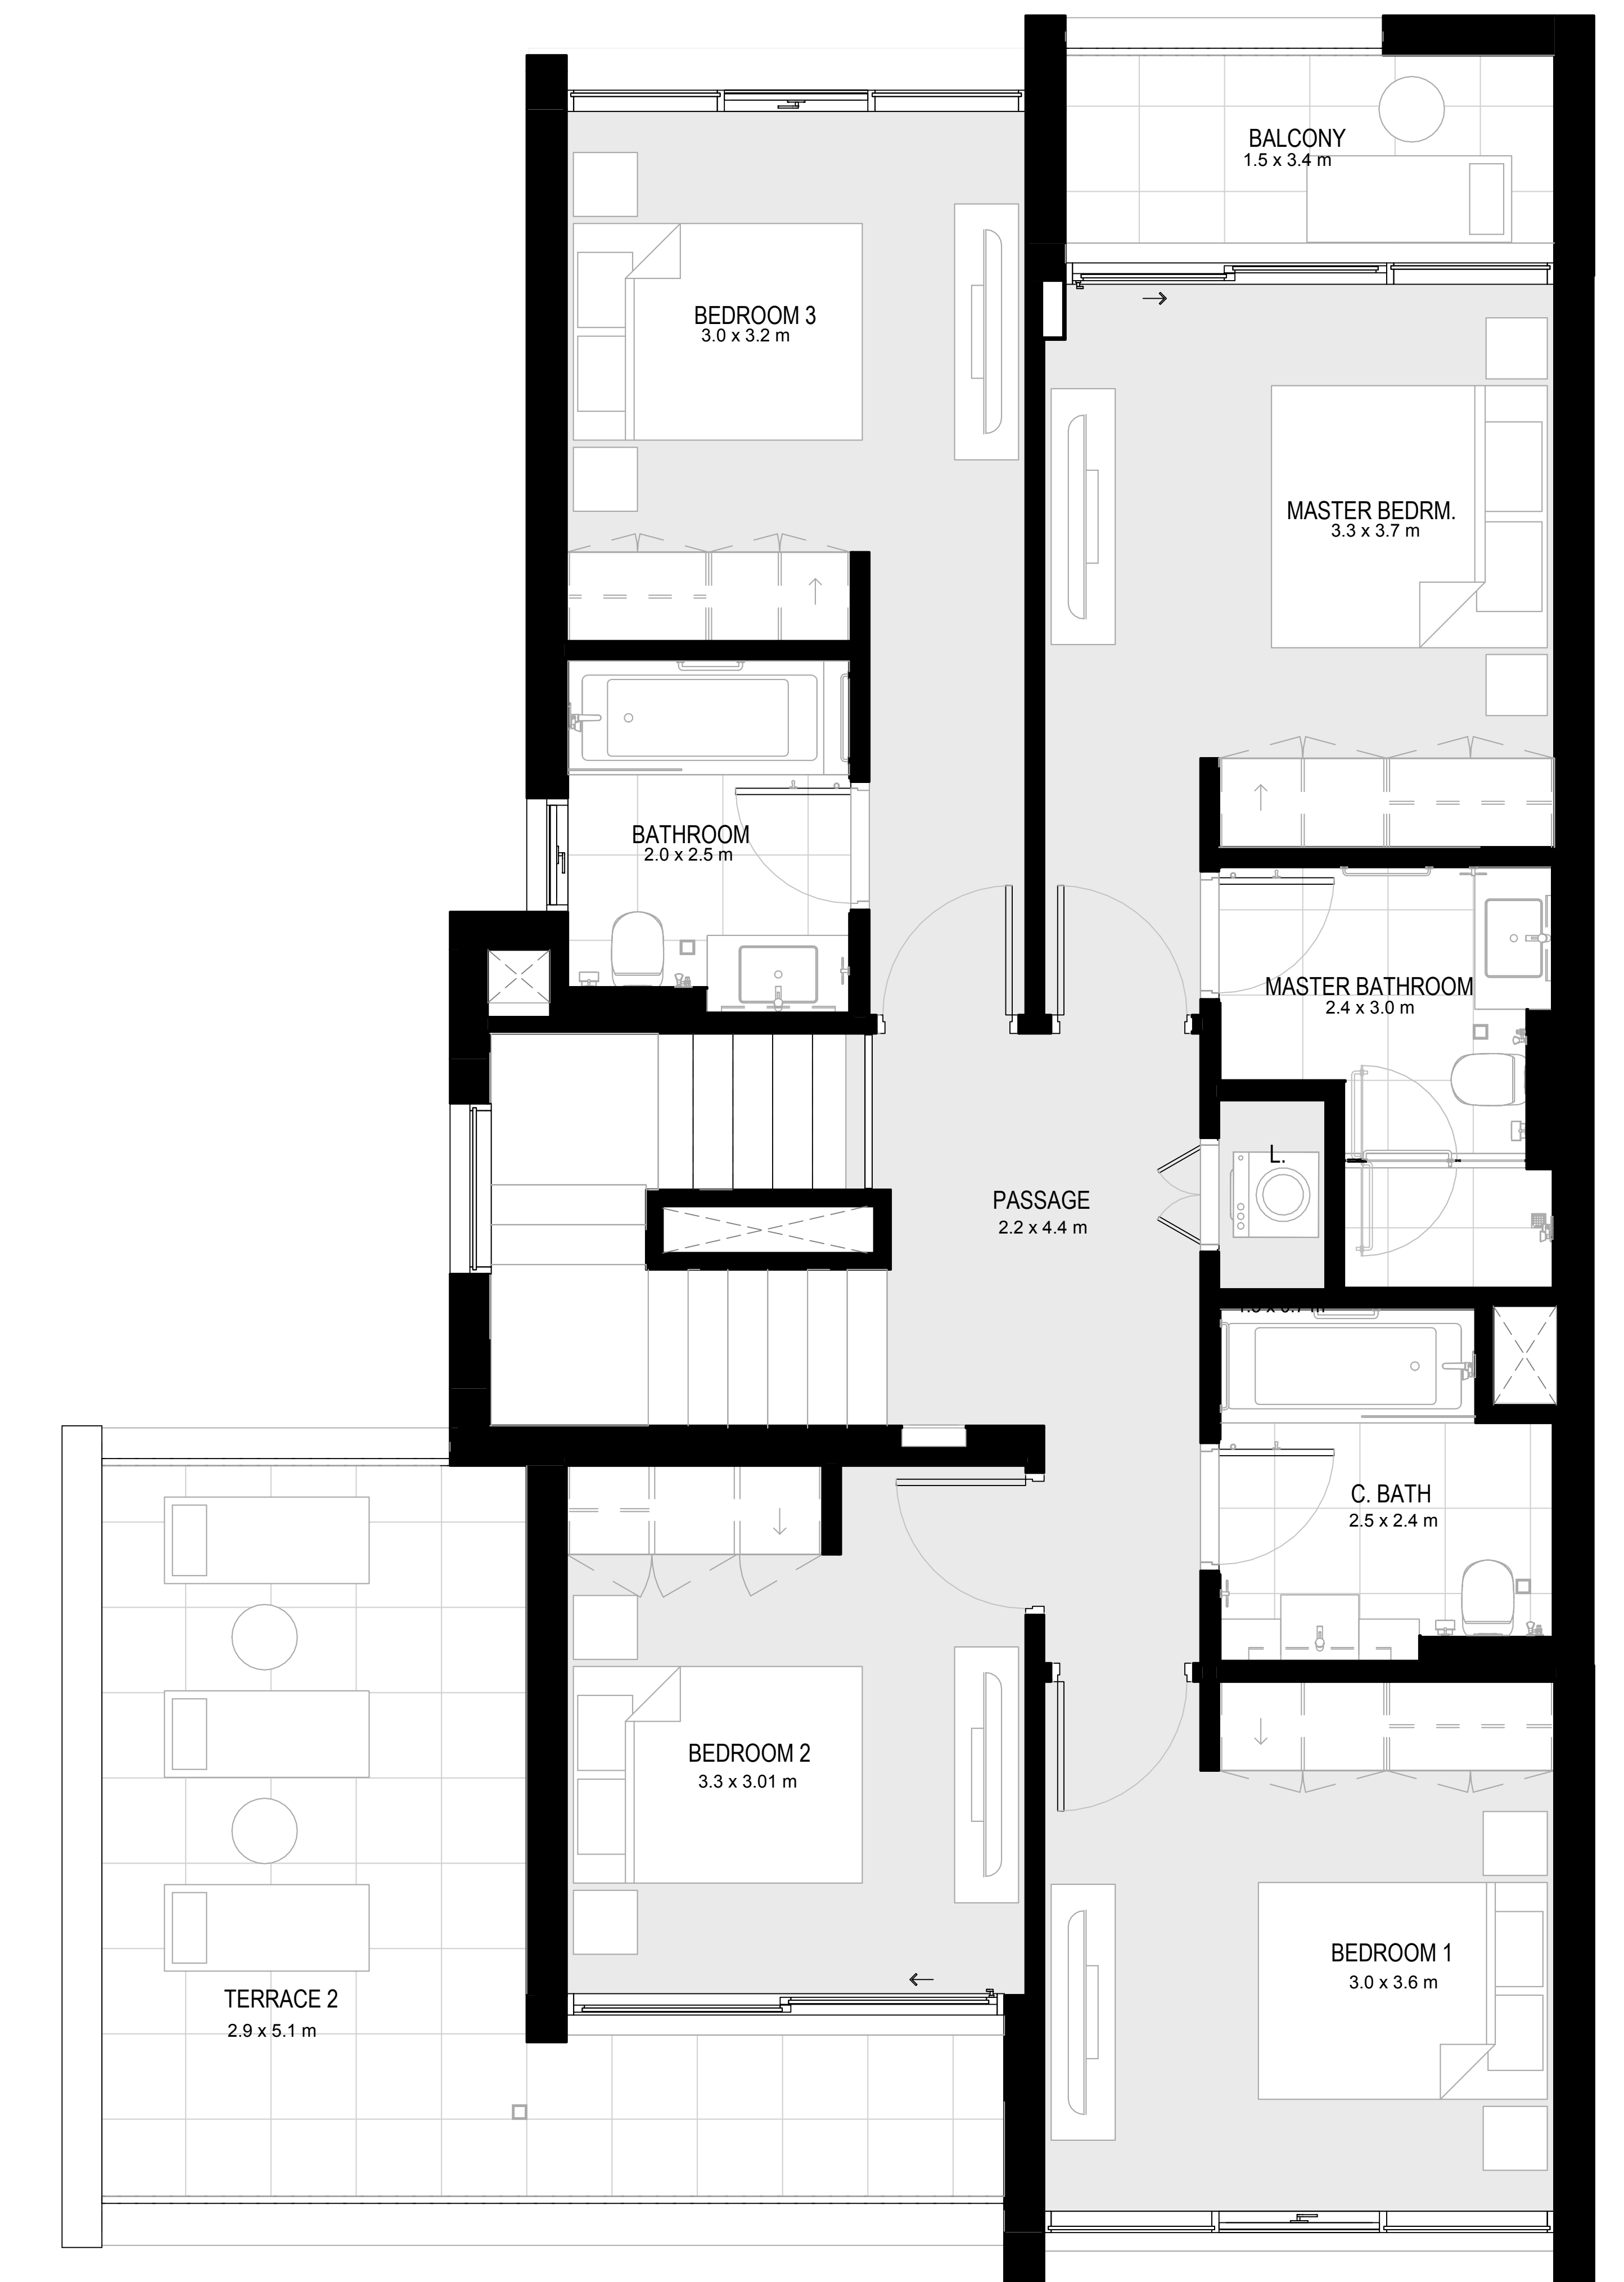 BALCONY
1.5 x 3.4 m
BEDROOM 3
3.0 x 3.2 m
MASTER BEDRM.
3.3 x 3.7 m
BATHROOM
2.0 x 2.5 m
MASTER BATHROOM
2.4 x 3.0 m
L.
PASSAGE
2.2 x 4.4 m
C. BATH
2.5 x 2.4 m
BEDROOM 2
3.3 x 3.01 m
BEDROOM 1
3.0 x 3.6 m
TERRACE 2
2.9 x 5.1 m